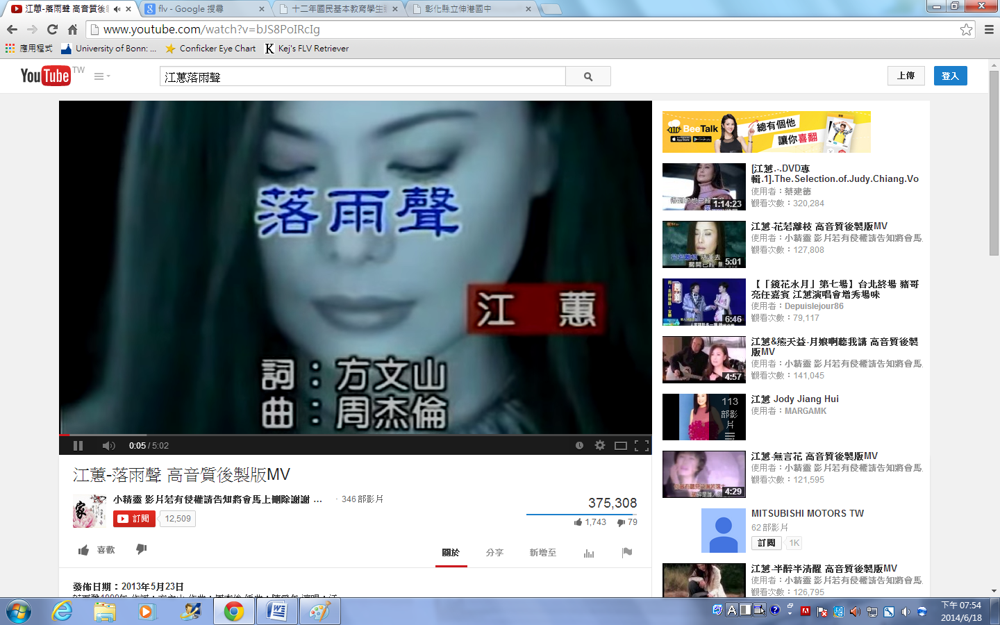 江蕙-落雨聲 高音質後
flv - Google 搜尋
十二年國民基本教育學生
彰化縣立伸港國中
www.youtube.com/watch?v=bJS8PoIRcIg
應用程式
University of Bonn: ...
Conficker Eye Chart
Kej's FLV Retriever
YouTube TW
江蕙落雨聲
上傳
登入
落雨聲
江 蕙
詞：方文山
曲：周杰倫
0:05 / 5:02
江蕙-落雨聲 高音質後製版MV
家
小精靈 影片若有侵權請告知將會馬上刪除謝謝 ... · 346 部影片
訂閱
12,509
375,308
1,743
79
喜歡
關於
分享
新增至
發佈日期：2013年5月23日
BeeTalk
總有個他
讓你喜翻
1:14:23
[江蕙.-.DVD專
輯.1].The.Selection.of.Judy.Chiang.Vo
使用者：蔡建德
觀看次數：320,284
5:01
江蕙-花若離枝 高音質後製版MV
使用者：小精靈 影片若有侵權請告知將會馬.
觀看次數：127,808
6:46
【「鏡花水月」第七場】台北終場 豬哥
亮任嘉賓 江蕙演唱會增秀場味
使用者：Depuislejour86
觀看次數：79,117
4:57
江蕙&熊天益-月娘啊聽我講 高音質後製
版MV
使用者：小精靈 影片若有侵權請告知將會馬.
觀看次數：141,045
113
部影
片
江蕙 Jody Jiang Hui
使用者：MARGAMK
4:29
江蕙-無言花 高音質後製版MV
使用者：小精靈 影片若有侵權請告知將會馬.
觀看次數：121,595
MITSUBISHI MOTORS TW
62 部影片
訂閱
1K
江蕙-半醉半清醒 高音質後製版MV
使用者：小精靈 影片若有侵權請告知將會馬.
觀看次數：126,795
A
下午 07:54
2014/6/18